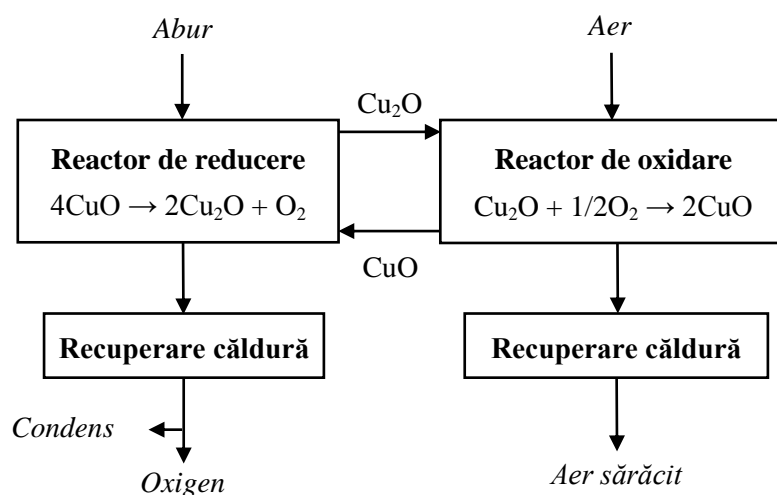 Abur
Aer
Cu₂O
Reactor de reducere
4CuO → 2Cu₂O + O₂
Reactor de oxidare
Cu₂O + 1/2O₂ → 2CuO
CuO
Recuperare căldură
Recuperare căldură
Condens
Oxigen
Aer sărăcit